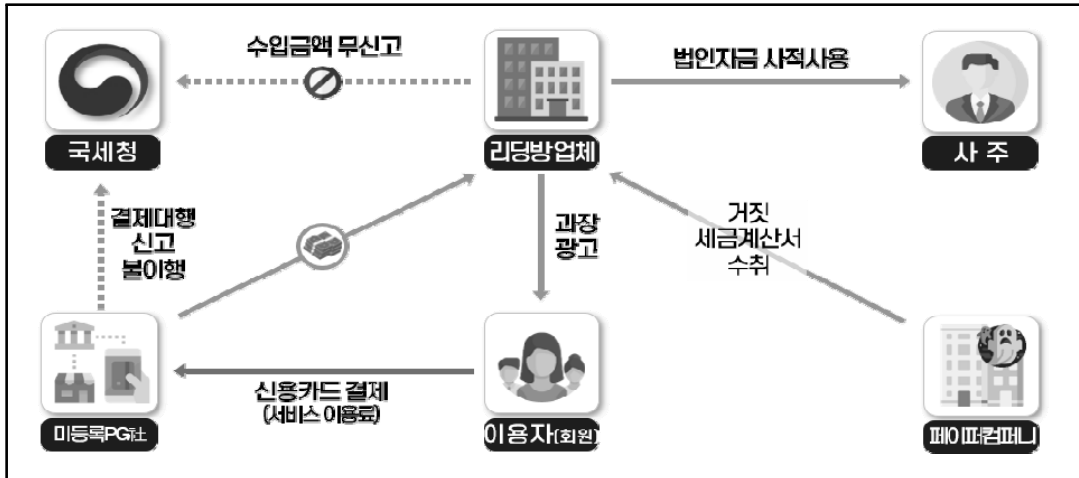 수입금액 무신고
법인자금 사적사용
국세청
리딩방업체
사 주
결제대행
신고
불이행
과장
광고
거짓
세금계산서
수취
신용카드 결제
(서비스 이용료)
미등록PG社
이용자(회원)
페이퍼컴퍼니